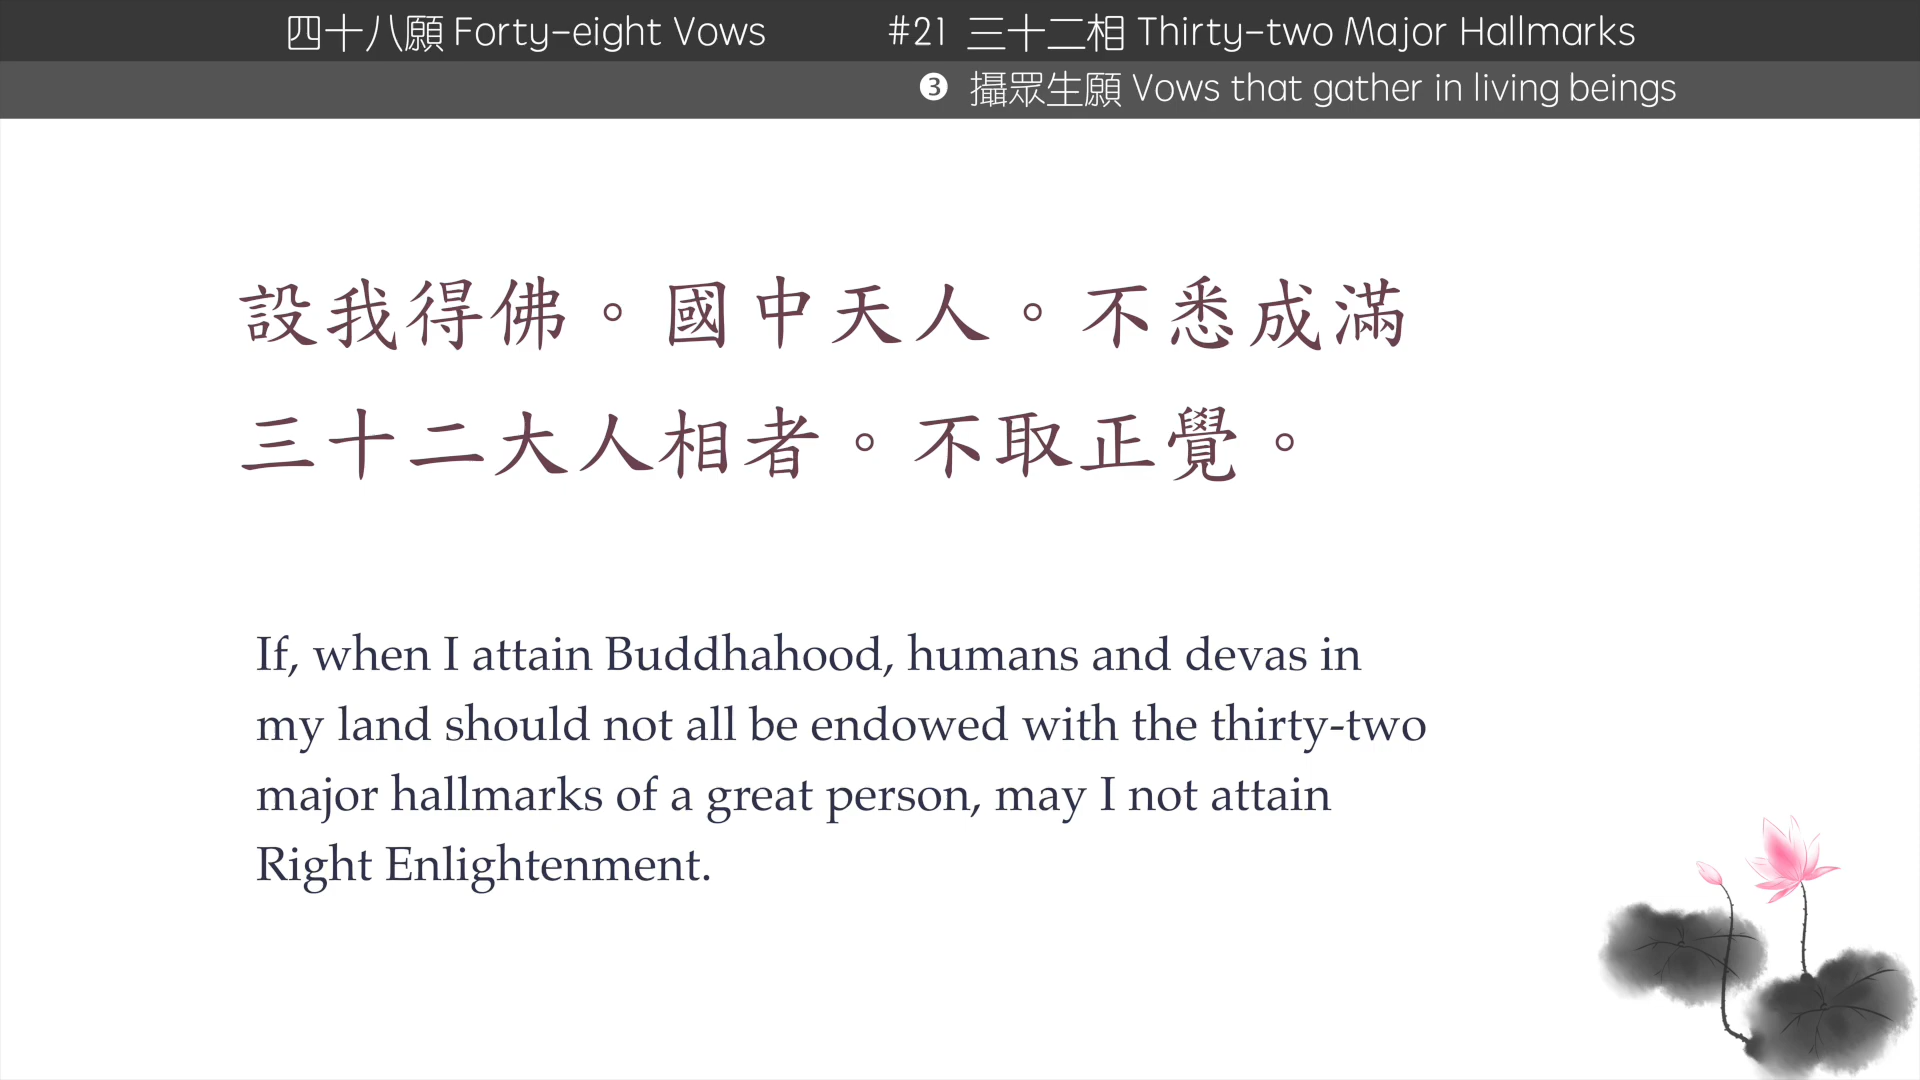 四十八願 Forty-eight Vows #21 三十二相 Thirty-two Major Hallmarks
❸ 攝眾生願 Vows that gather in living beings
設我得佛。國中天人。不悉成滿
三十二大人相者。不取正覺。
If, when I attain Buddhahood, humans and devas in
my land should not all be endowed with the thirty-two
major hallmarks of a great person, may I not attain
Right Enlightenment.